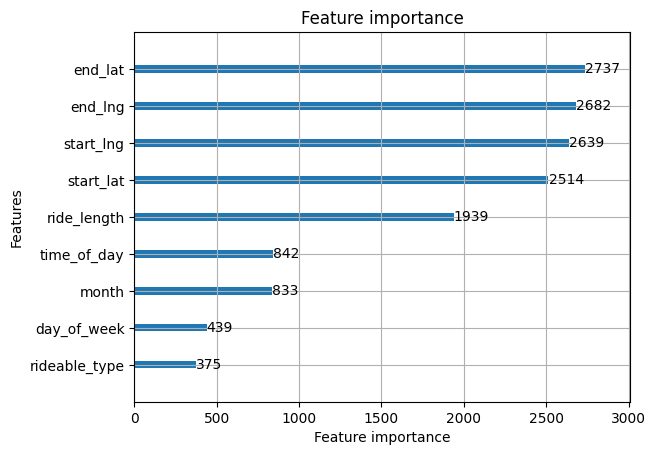 Feature importance
Features
end_lat 2737
end_lng 2682
start_lng 2639
start_lat 2514
ride_length 1939
time_of_day 842
month 833
day_of_week 439
rideable_type 375
0 500 1000 1500 2000 2500 3000
Feature importance